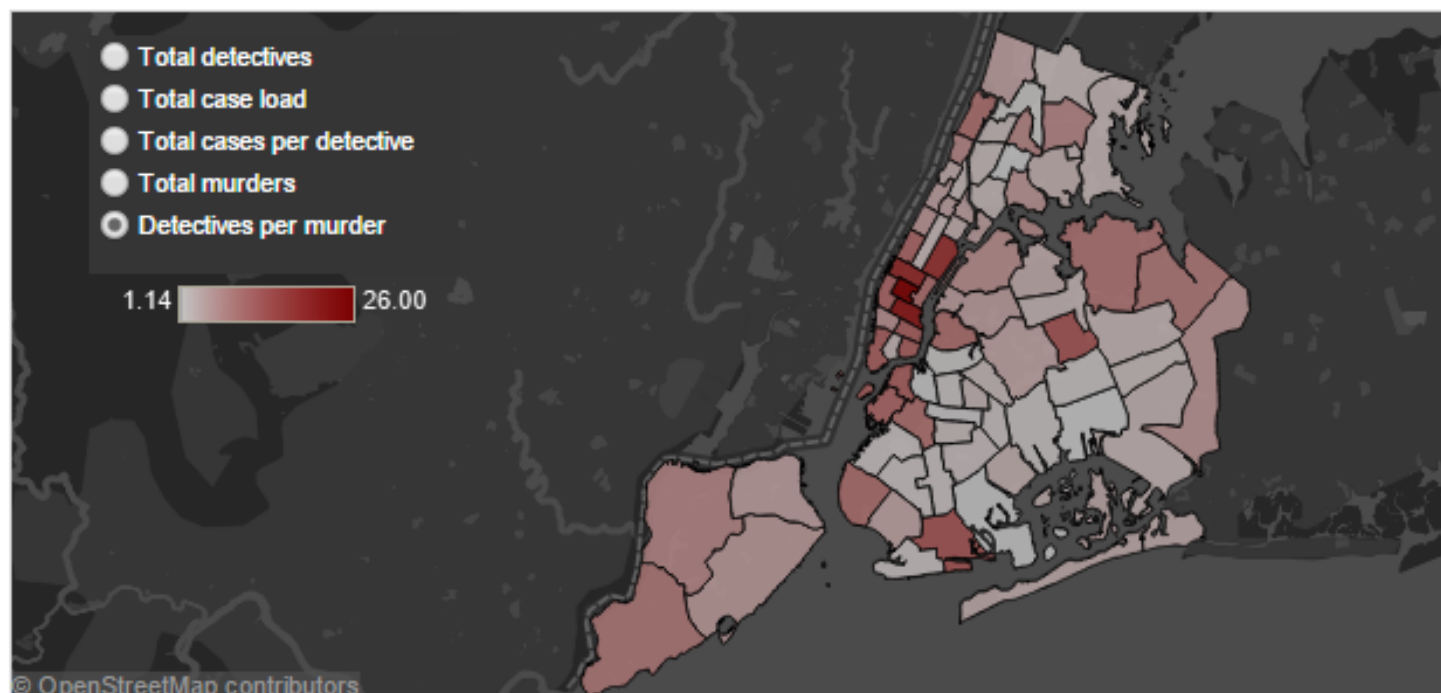 Total detectives
Total case load
Total cases per detective
Total murders
Detectives per murder
1.14 26.00
© OpenStreetMap contributors